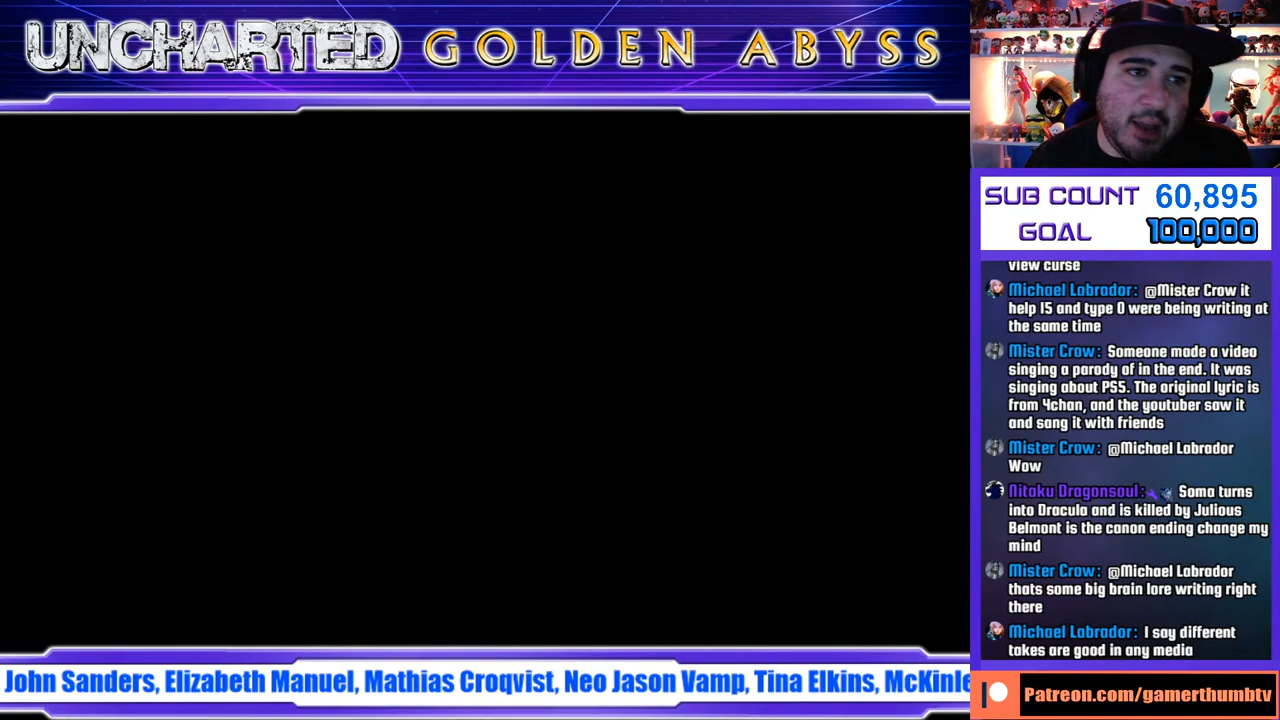 UNCHARTED GOLDEN ABYSS
SUB COUNT 60,895
GOAL 100,000
view curse
Michael Labrador: @Mister Crow it
help 15 and type 0 were being writing at
the same time
Mister Crow: Someone made a video
singing a parody of in the end. It was
singing about PS5. The original lyric is
from 4chan, and the youtuber saw it
and sang it with friends
Mister Crow: @Michael Labrador
Wow
Nitaku Dragonsoul: Soma turns
into Dracula and is killed by Julious
Belmont is the canon ending change my
mind
Mister Crow: @Michael Labrador
thats some big brain lore writing right
there
Michael Labrador: I say different
takes are good in any media
John Sanders, Elizabeth Manuel, Mathias Croqvist, Neo Jason Vamp, Tina Elkins, McKinle
Patreon.com/gamerthumbtv